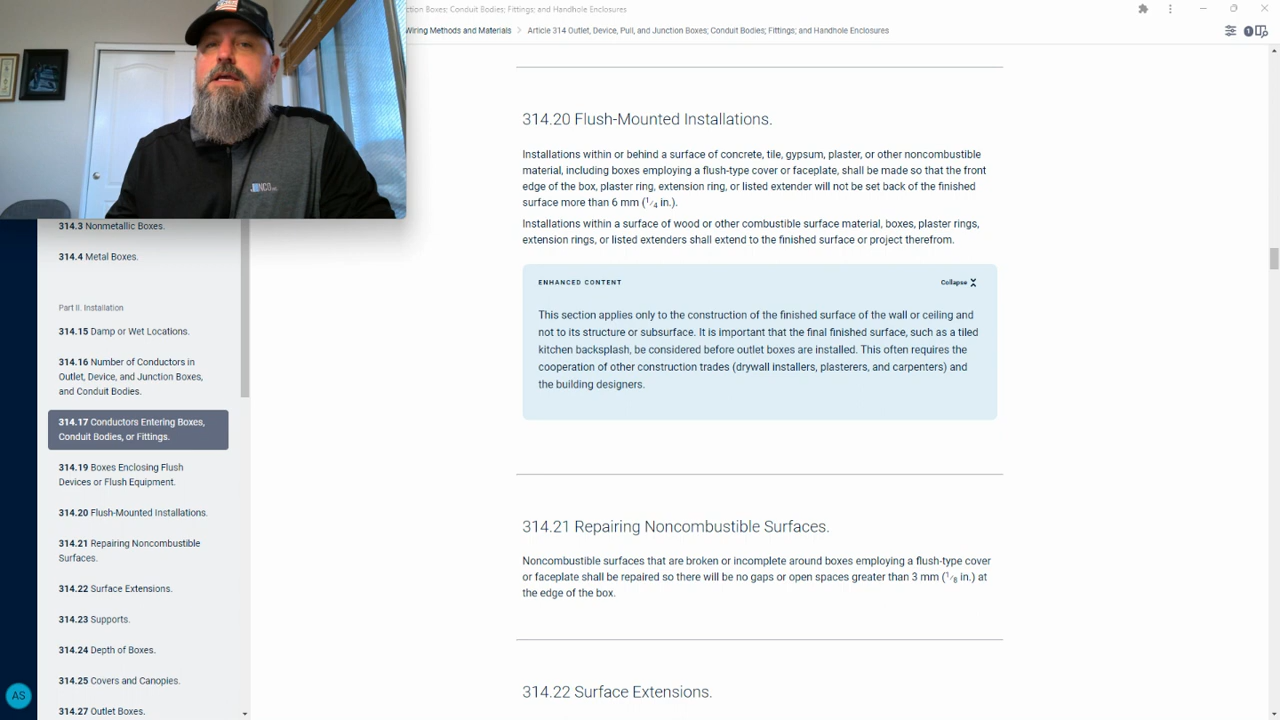 ction Boxes: Conduit Bodies; Fittings; and Handhole Enclosures
Wiring Methods and Materials > Article 314 Outlet, Device, Pull, and Junction Boxes; Conduit Bodies; Fittings; and Handhole Enclosures
314.3 Nonmetallic Boxes.
314.4 Metal Boxes.
Part II. Installation
314.15 Damp or Wet Locations.
314.16 Number of Conductors in
Outlet, Device, and Junction Boxes,
and Conduit Bodies.
314.17 Conductors Entering Boxes,
Conduit Bodies, or Fittings.
314.19 Boxes Enclosing Flush
Devices or Flush Equipment.
314.20 Flush-Mounted Installations.
314.21 Repairing Noncombustible
Surfaces.
314.22 Surface Extensions.
314.23 Supports.
314.24 Depth of Boxes.
314.25 Covers and Canopies.
314.27 Outlet Boxes.
AS
314.20 Flush-Mounted Installations.
Installations within or behind a surface of concrete, tile, gypsum, plaster, or other noncombustible
material, including boxes employing a flush-type cover or faceplate, shall be made so that the front
edge of the box, plaster ring, extension ring, or listed extender will not be set back of the finished
surface more than 6 mm (1/4 in.).
Installations within a surface of wood or other combustible surface material, boxes, plaster rings,
extension rings, or listed extenders shall extend to the finished surface or project therefrom.
ENHANCED CONTENT
Collapse
This section applies only to the construction of the finished surface of the wall or ceiling and
not to its structure or subsurface. It is important that the final finished surface, such as a tiled
kitchen backsplash, be considered before outlet boxes are installed. This often requires the
cooperation of other construction trades (drywall installers, plasterers, and carpenters) and
the building designers.
314.21 Repairing Noncombustible Surfaces.
Noncombustible surfaces that are broken or incomplete around boxes employing a flush-type cover
or faceplate shall be repaired so there will be no gaps or open spaces greater than 3 mm (1/8 in.) at
the edge of the box.
314.22 Surface Extensions.